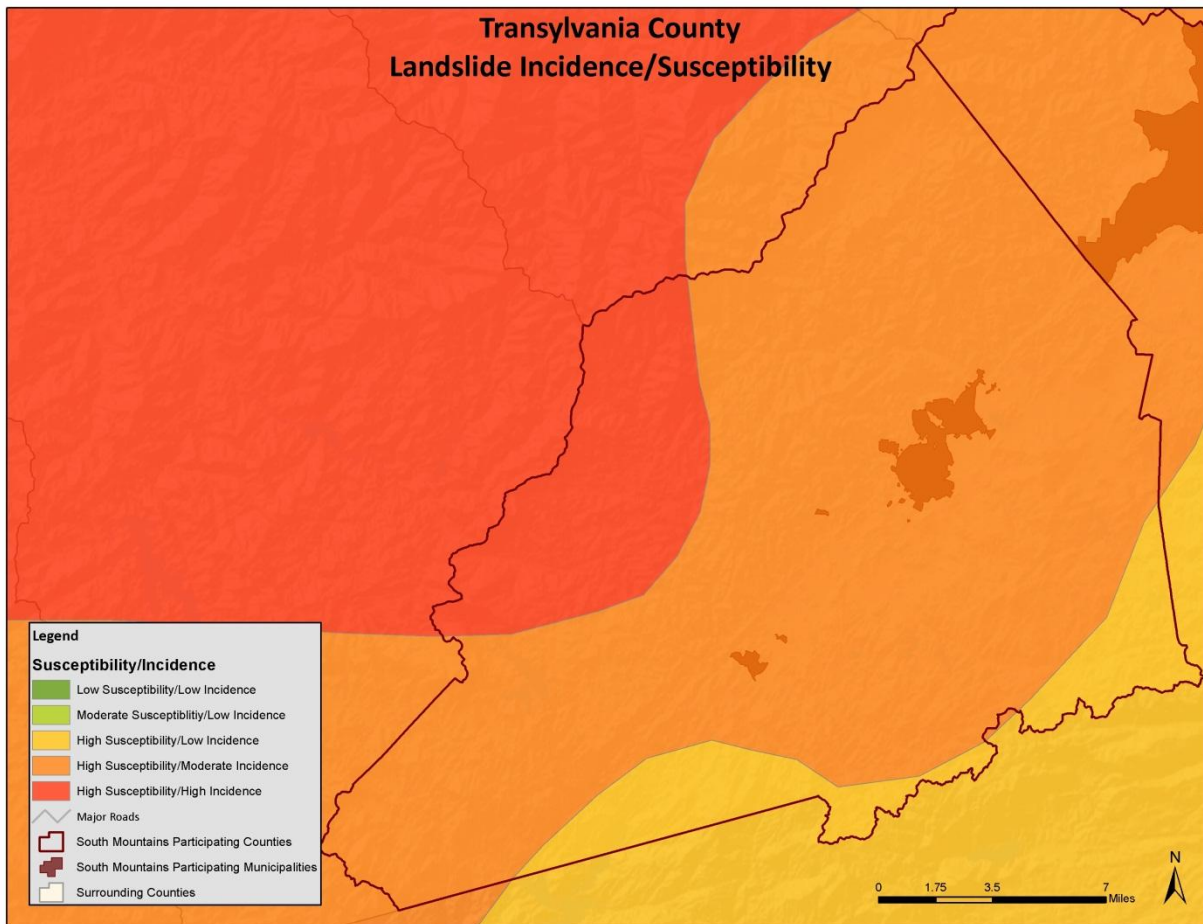 Transylvania County
Landslide Incidence/Susceptibility
Legend
Susceptibility/Incidence
Low Susceptibility/Low Incidence
Moderate Susceptiblitiy/Low Incidence
High Susceptibility/Low Incidence
High Susceptibility/Moderate Incidence
High Susceptibility/High Incidence
Major Roads
South Mountains Participating Counties
South Mountains Participating Municipalities
Surrounding Counties
N
0 1.75 3.5 7
Miles